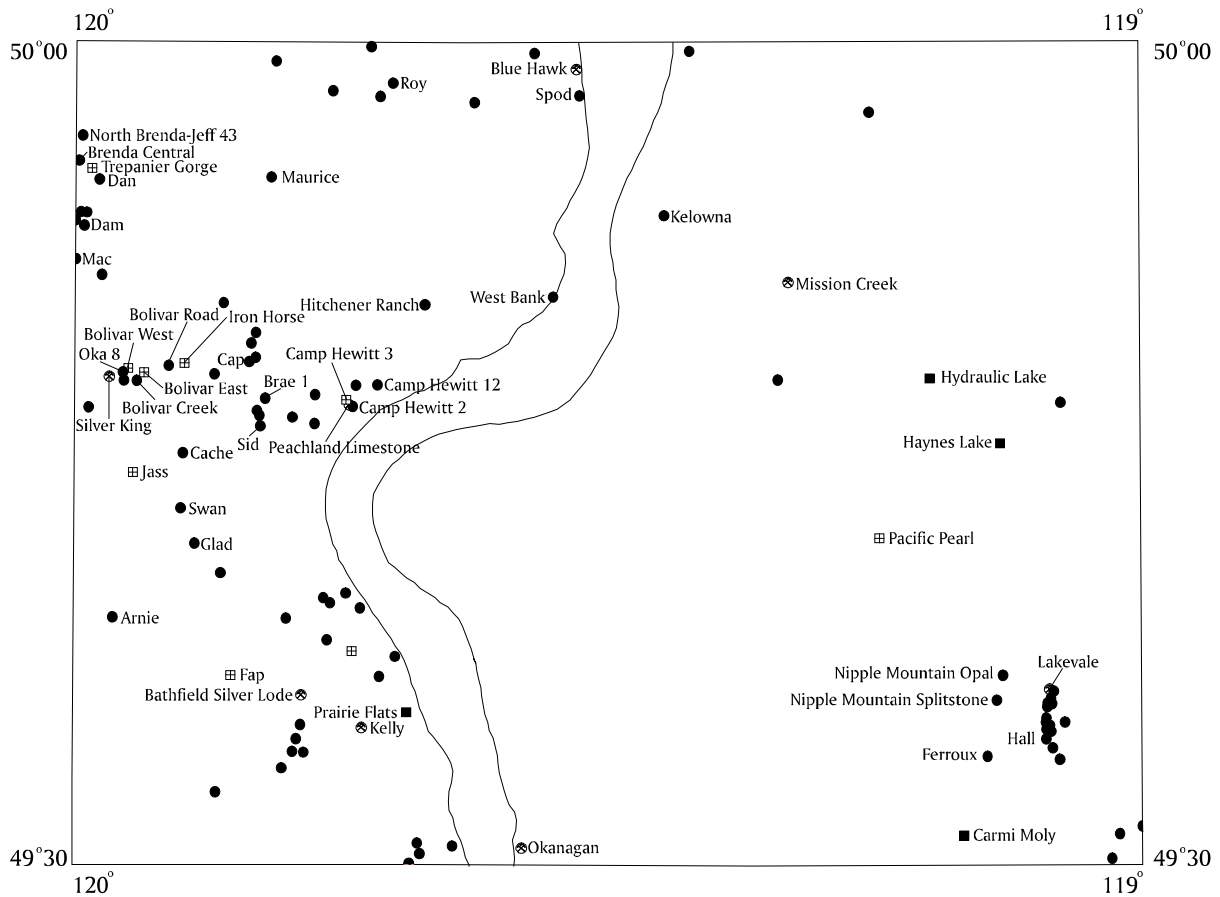 120° 119°
50°00 50°00
Blue Hawk
Roy
Spod
North Brenda-Jeff 43
Brenda Central
Trepanier Gorge
Dan
Maurice
Kelowna
Dam
Mac
Mission Creek
West Bank
Hitchener Ranch
Bolivar Road
Iron Horse
Bolivar West
Oka 8
Cap
Camp Hewitt 3
Hydraulic Lake
Brae 1
Camp Hewitt 12
Bolivar East
Bolivar Creek
Camp Hewitt 2
Silver King
Sid
Peachland Limestone
Haynes Lake
Cache
Jass
Swan
Pacific Pearl
Glad
Arnie
Lakevale
Fap
Nipple Mountain Opal
Bathfield Silver Lode
Nipple Mountain Splitstone
Prairie Flats
Kelly
Hall
Ferroux
Carmi Moly
Okanagan
49°30 49°30
120° 119°